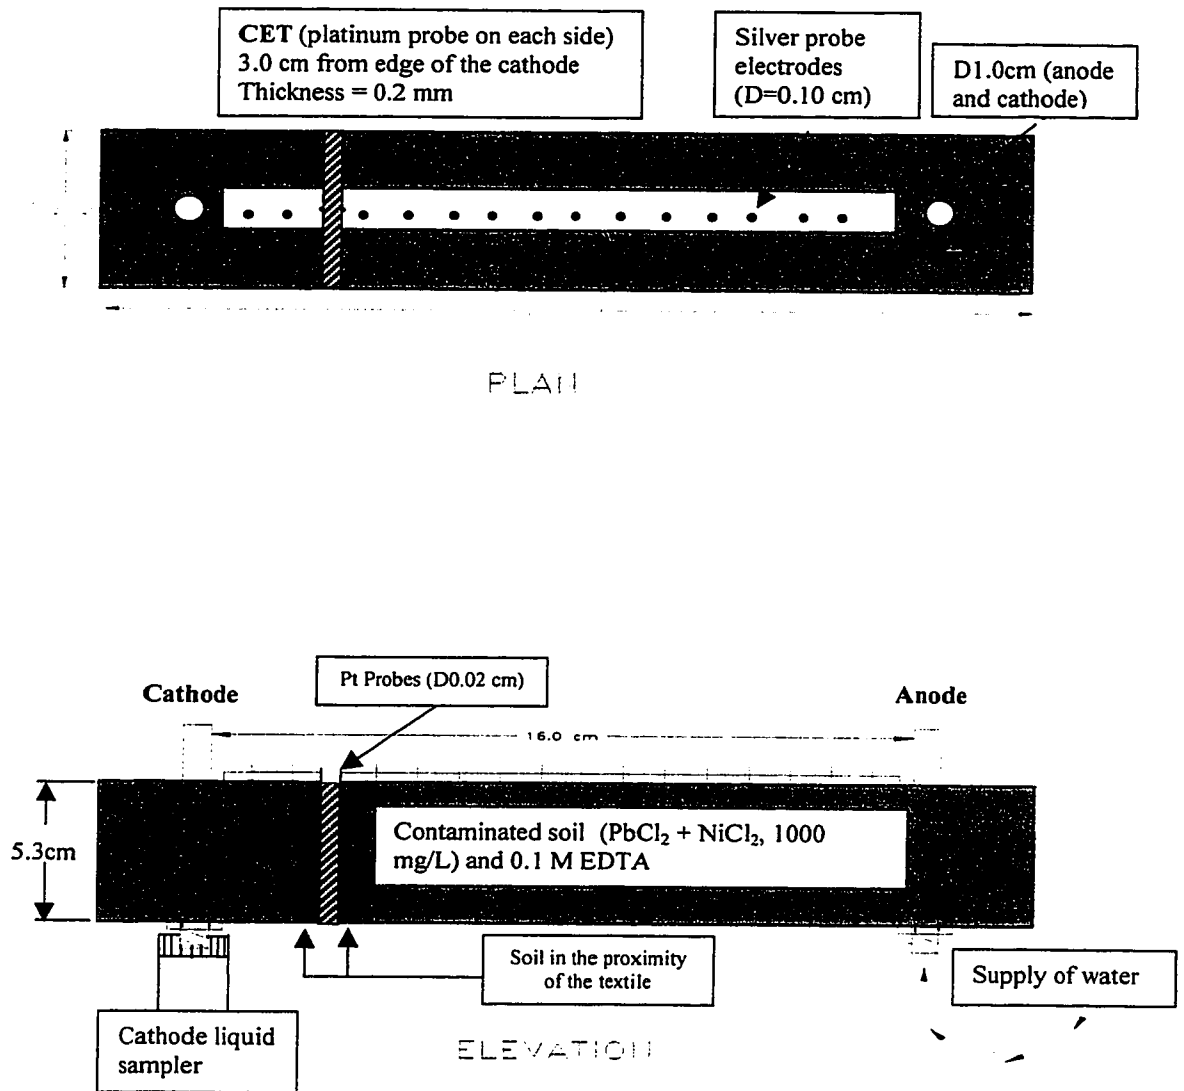 CET (platinum probe on each side)
3.0 cm from edge of the cathode
Thickness = 0.2 mm
Silver probe
electrodes
(D=0.10 cm)
D1.0cm (anode
and cathode)
PLAN
Pt Probes (D0.02 cm)
Cathode
Anode
16.0 cm
5.3cm
Contaminated soil (PbCl₂ + NiCl₂, 1000
mg/L) and 0.1 M EDTA
Soil in the proximity
of the textile
Supply of water
Cathode liquid
sampler
ELEVATION